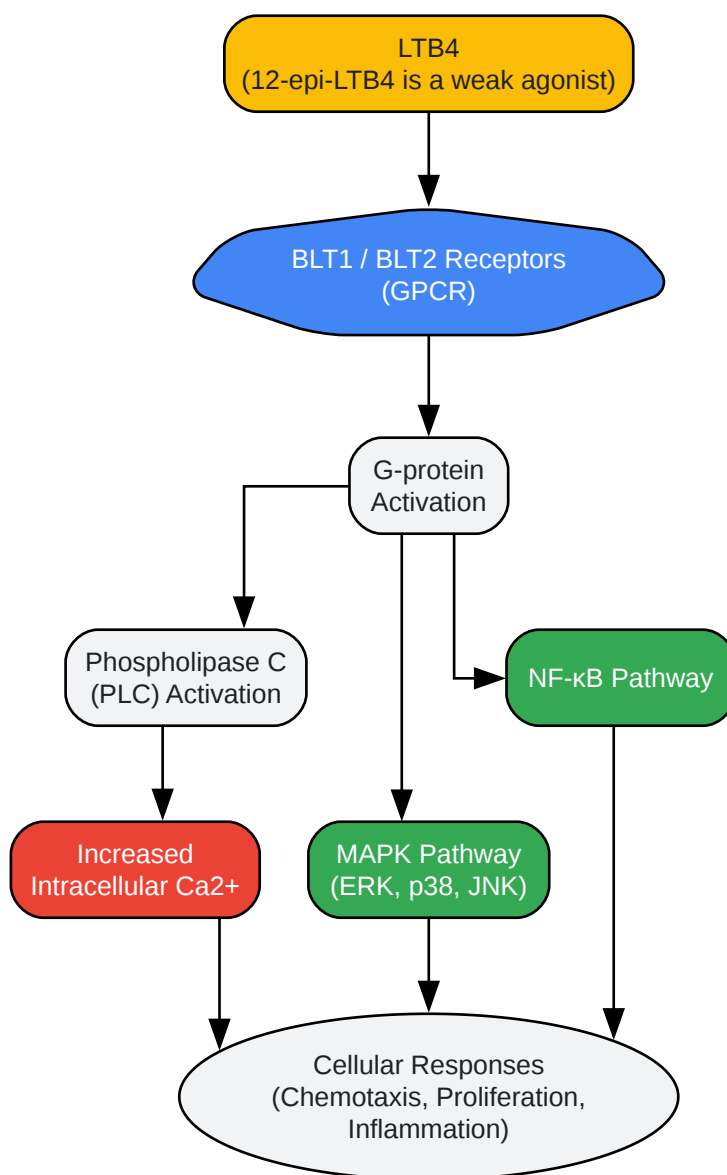 LTB4
(12-epi-LTB4 is a weak agonist)
BLT1 / BLT2 Receptors
(GPCR)
G-protein
Activation
Phospholipase C
(PLC) Activation
NF-κB Pathway
Increased
Intracellular Ca2+
MAPK Pathway
(ERK, p38, JNK)
Cellular Responses
(Chemotaxis, Proliferation,
Inflammation)